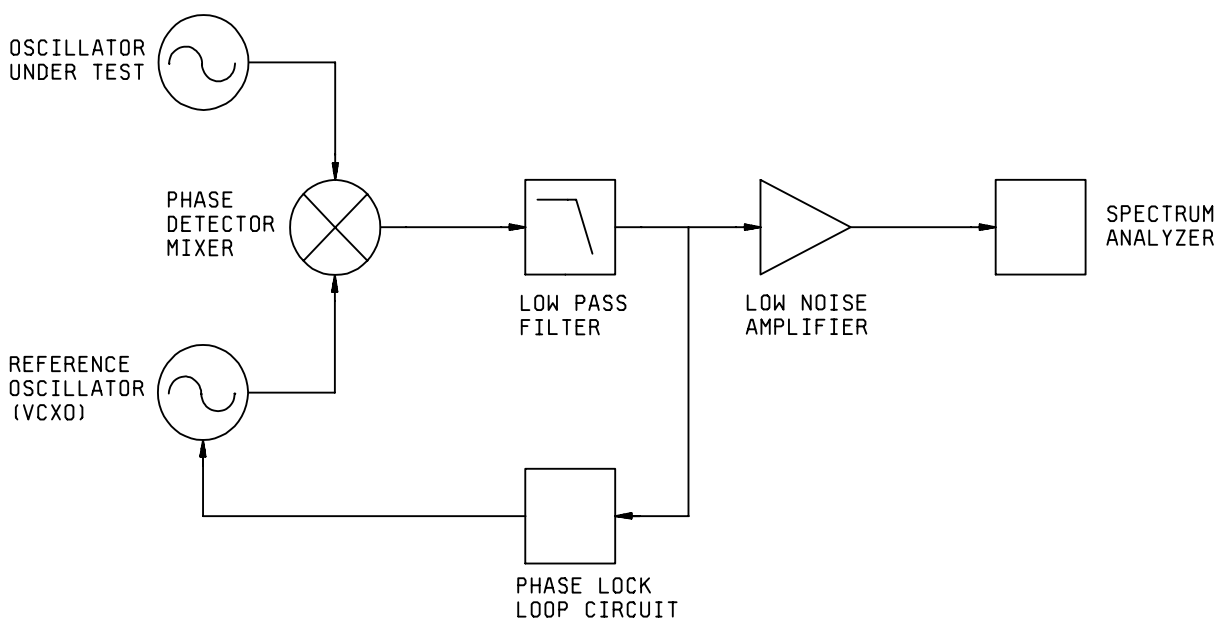 OSCILLATOR
UNDER TEST
PHASE
DETECTOR
MIXER
SPECTRUM
ANALYZER
LOW PASS
FILTER
LOW NOISE
AMPLIFIER
REFERENCE
OSCILLATOR
(VCXO)
PHASE LOCK
LOOP CIRCUIT